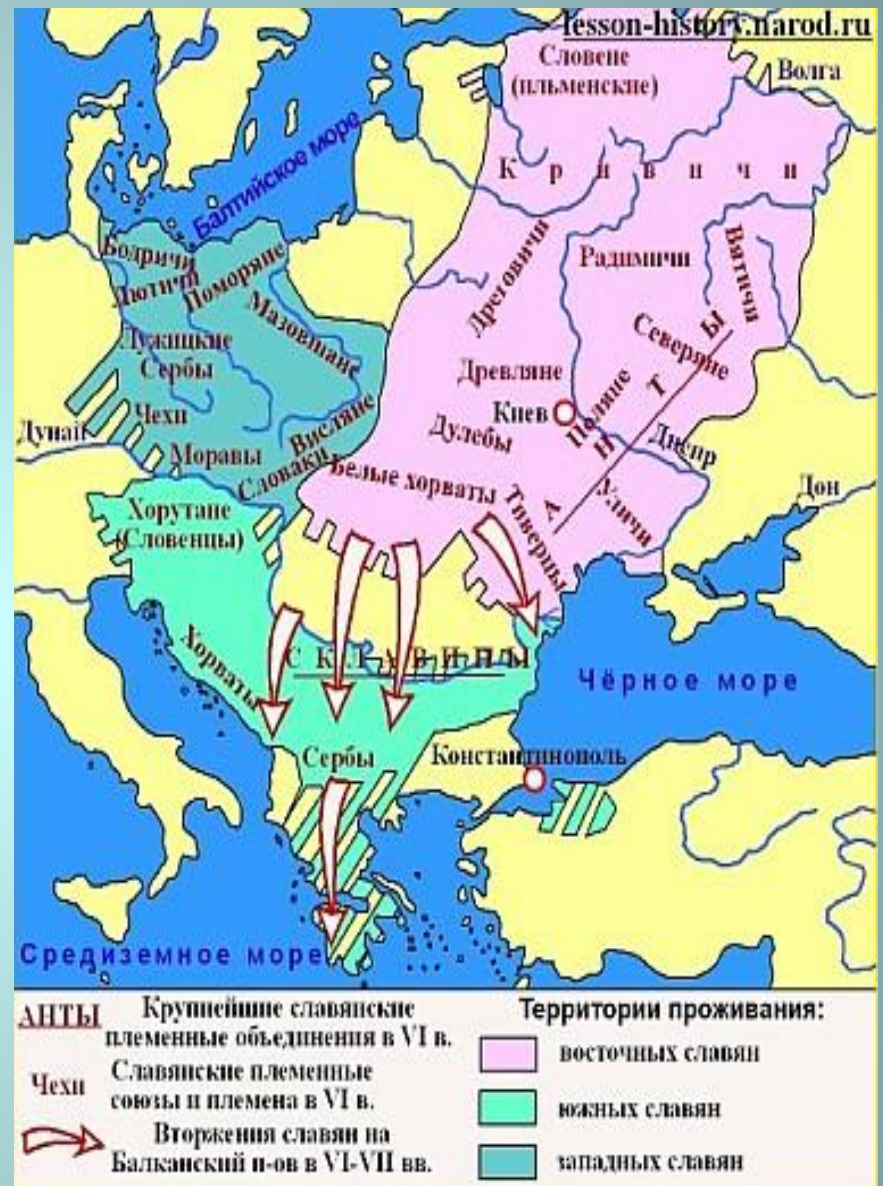 lesson-history.narod.ru
Словене
(ильменские)
Волга
Балтийское море
Кривичи
Бодричи
Лютичи
Поморяне
Мазовшане
Дреговичи
Радимичи
Вятичи
Лужицкие
Сербы
Северяне
Древляне
Киев
Поляне
АНТЫ
Дунай
Чехи
Висляне
Дулебы
Днепр
Моравы
Словаки
Белые хорваты
Тиверцы
Уличи
Дон
Хорутане
(Словенцы)
Хорваты
СКЛАВИНЫ
Чёрное море
Сербы
Константинополь
Средиземное море
АНТЫ Крупнейшие славянские
племенные объединения в VI в.
Чехи Славянские племенные
союзы и племена в VI в.
Вторжения славян на
Балканский п-ов в VI-VII вв.
Территории проживания:
восточных славян
южных славян
западных славян